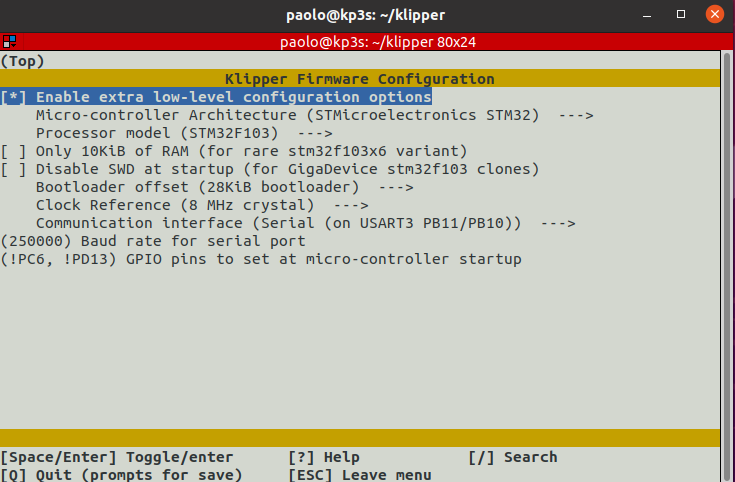 paolo@kp3s: ~/klipper
paolo@kp3s: ~/klipper 80x24
(Top)
Klipper Firmware Configuration
[*] Enable extra low-level configuration options
Micro-controller Architecture (STMicroelectronics STM32)  --->
Processor model (STM32F103)  --->
[ ] Only 10KiB of RAM (for rare stm32f103x6 variant)
[ ] Disable SWD at startup (for GigaDevice stm32f103 clones)
Bootloader offset (28KiB bootloader)  --->
Clock Reference (8 MHz crystal)  --->
Communication interface (Serial (on USART3 PB11/PB10))  --->
(250000) Baud rate for serial port
(!PC6, !PD13) GPIO pins to set at micro-controller startup
[Space/Enter] Toggle/enter      [?] Help            [/] Search
[Q] Quit (prompts for save)     [ESC] Leave menu